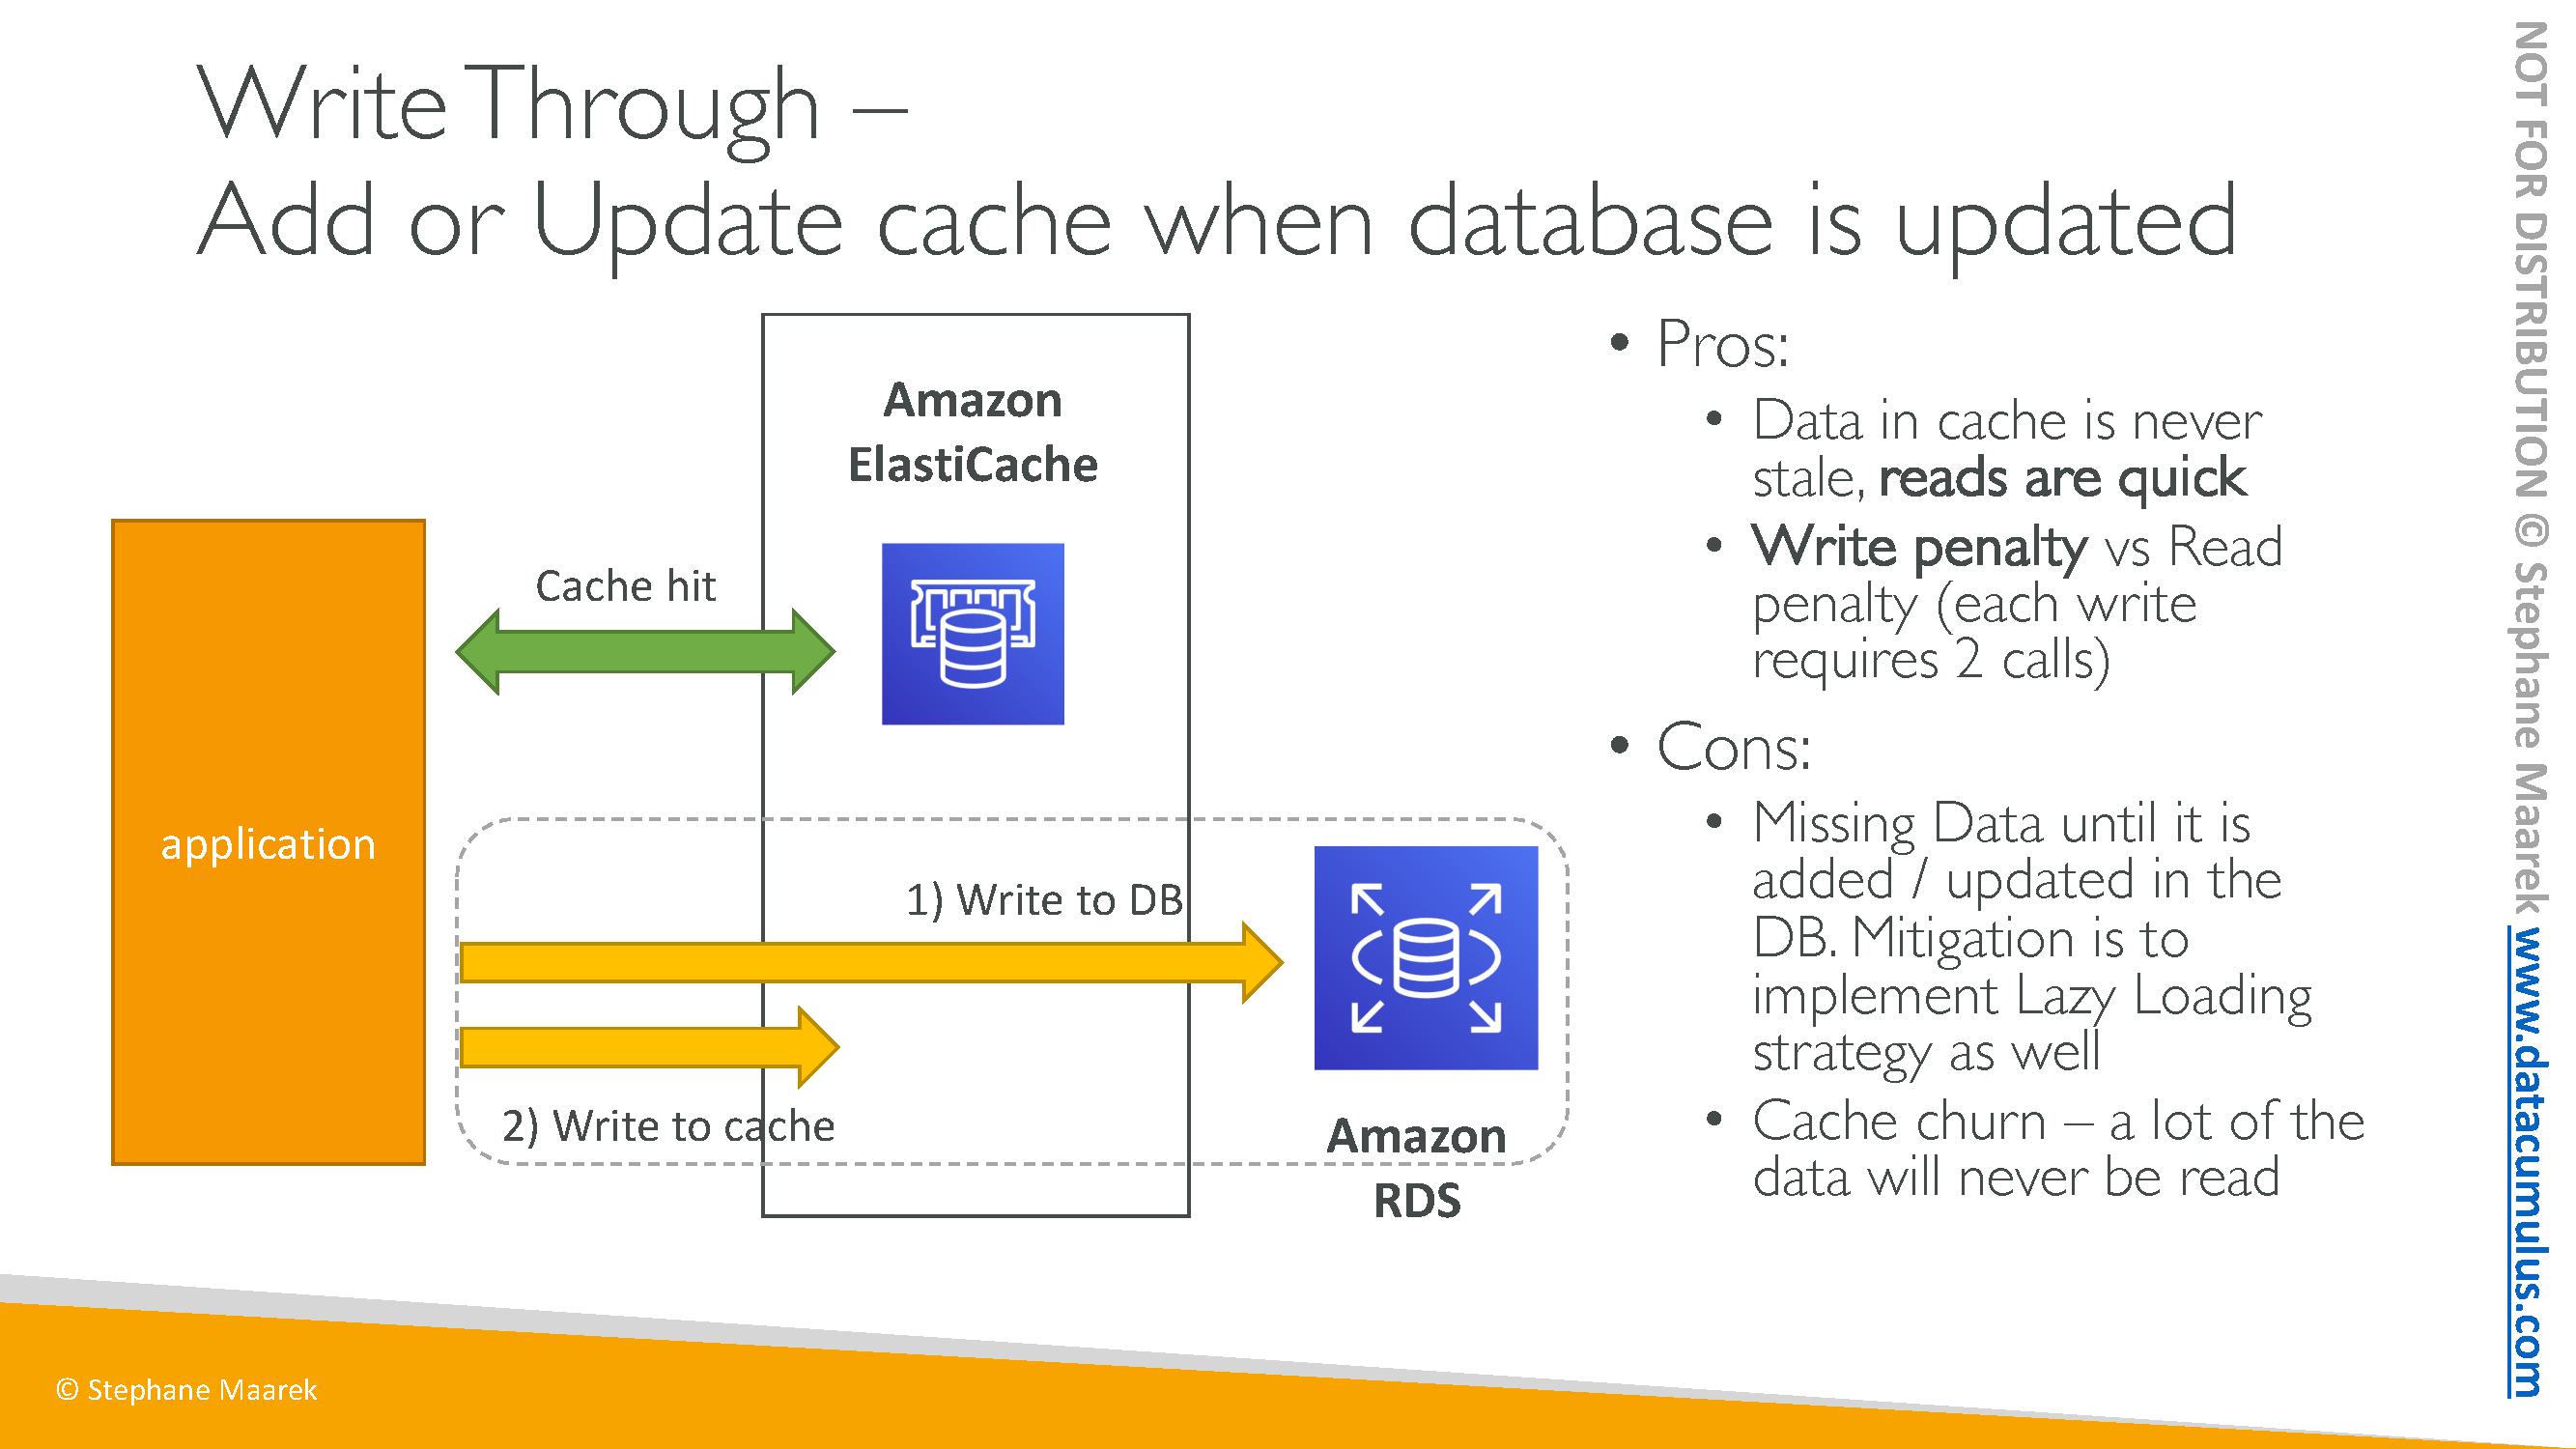 Write Through –
Add or Update cache when database is updated
Amazon
ElastiCache
Cache hit
application
1) Write to DB
2) Write to cache
Amazon
RDS
• Pros:
• Data in cache is never
stale, reads are quick
• Write penalty vs Read
penalty (each write
requires 2 calls)
• Cons:
• Missing Data until it is
added / updated in the
DB. Mitigation is to
implement Lazy Loading
strategy as well
• Cache churn – a lot of the
data will never be read
© Stephane Maarek
NOT FOR DISTRIBUTION © Stephane Maarek www.datacumulus.com